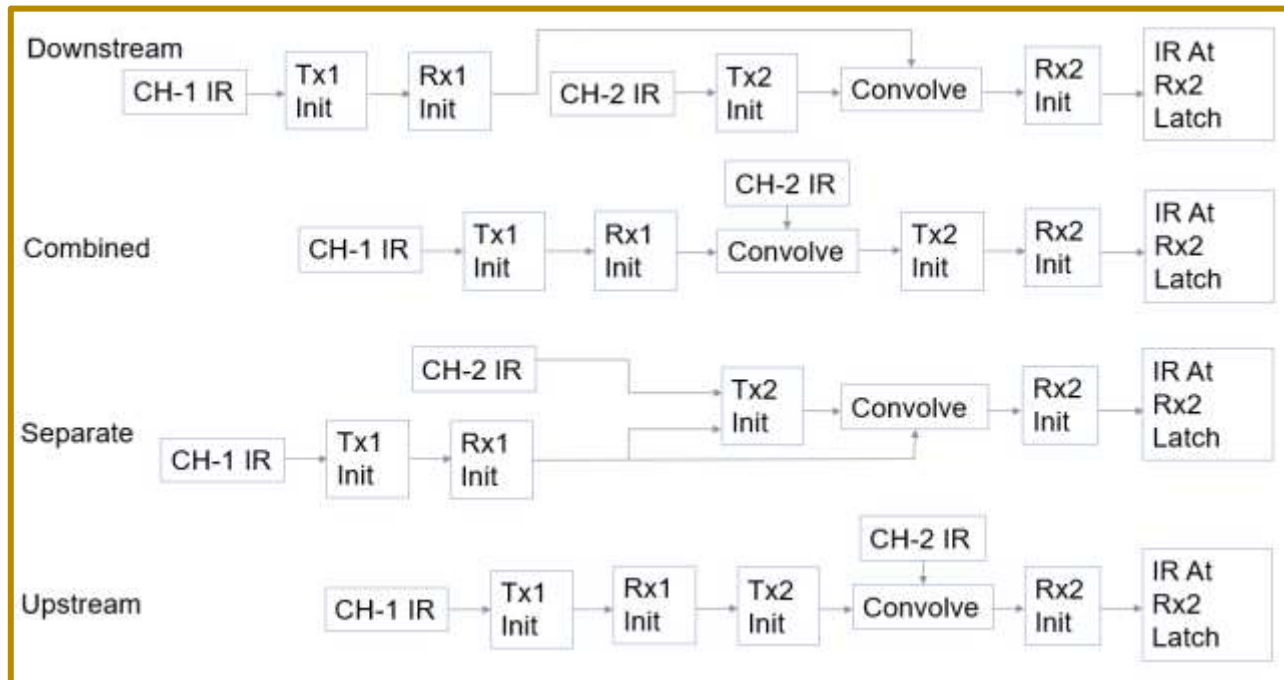 Downstream
CH-1 IR
Tx1
Init
Rx1
Init
CH-2 IR
Tx2
Init
Convolve
Rx2
Init
IR At
Rx2
Latch
Combined
CH-1 IR
Tx1
Init
Rx1
Init
CH-2 IR
Convolve
Tx2
Init
Rx2
Init
IR At
Rx2
Latch
Separate
CH-2 IR
CH-1 IR
Tx1
Init
Rx1
Init
Tx2
Init
Convolve
Rx2
Init
IR At
Rx2
Latch
Upstream
CH-1 IR
Tx1
Init
Rx1
Init
Tx2
Init
CH-2 IR
Convolve
Rx2
Init
IR At
Rx2
Latch